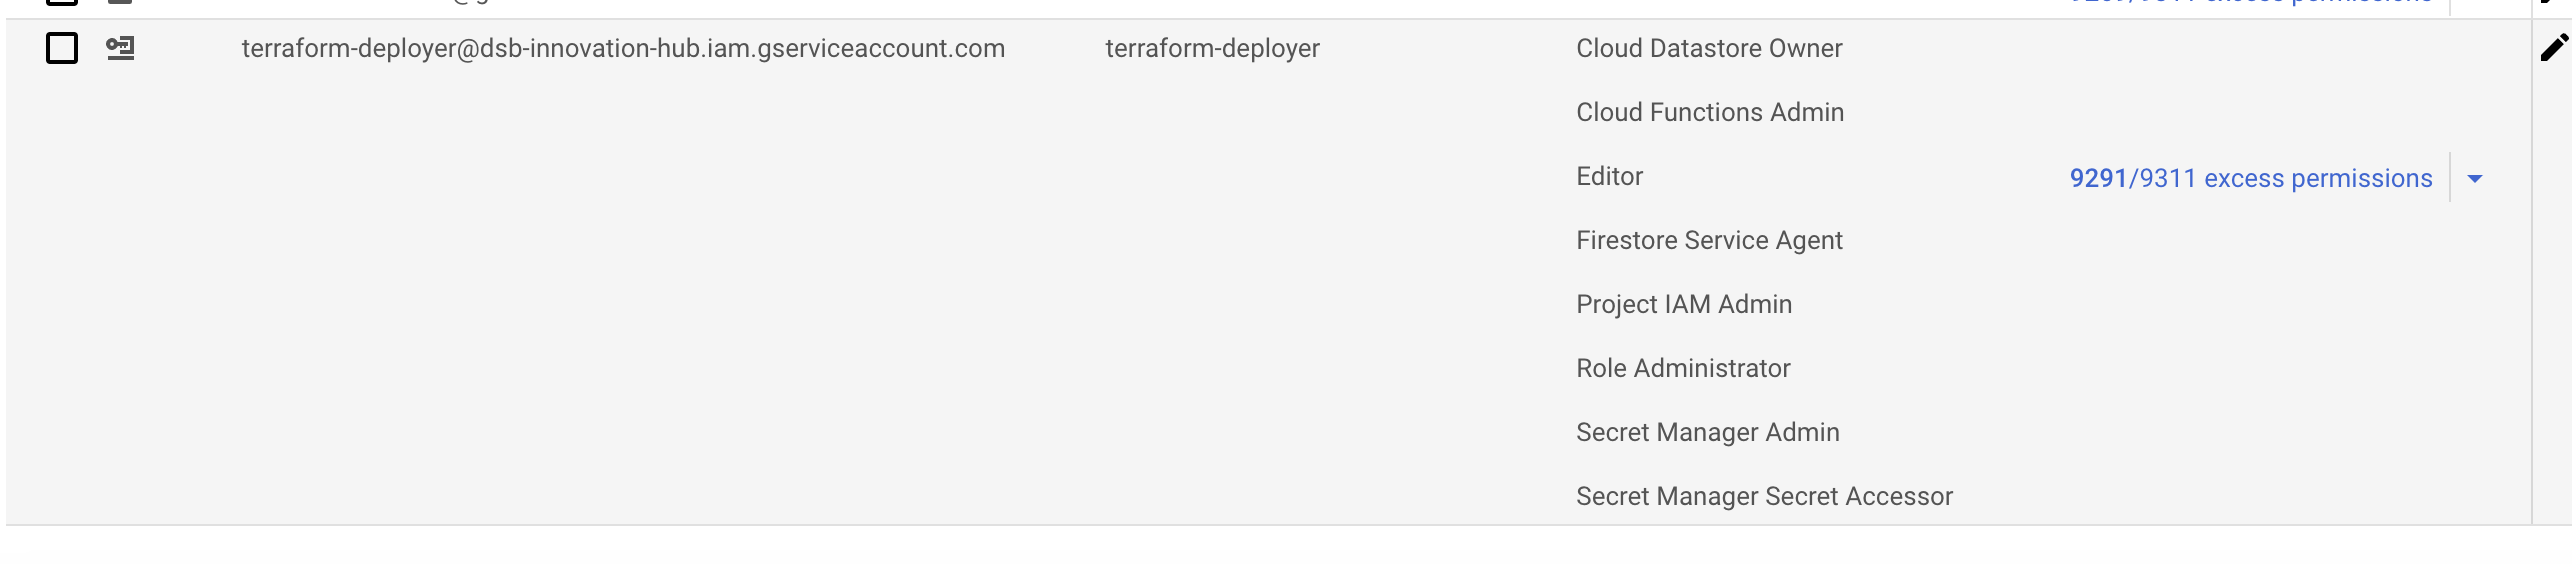 terraform-deployer@dsb-innovation-hub.iam.gserviceaccount.com terraform-deployer Cloud Datastore Owner
Cloud Functions Admin
Editor 9291/9311 excess permissions
Firestore Service Agent
Project IAM Admin
Role Administrator
Secret Manager Admin
Secret Manager Secret Accessor